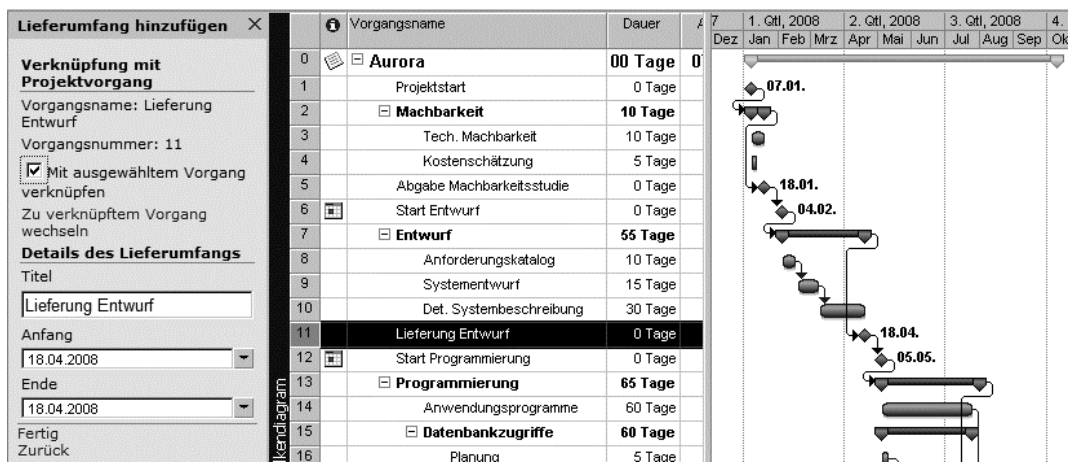 Lieferumfang hinzufügen
Verknüpfung mit
Projektvorgang
Vorgangsname: Lieferung
Entwurf
Vorgangsnummer: 11
Mit ausgewähltem Vorgang
verknüpfen
Zu verknüpftem Vorgang
wechseln
Details des Lieferumfangs
Titel
Lieferung Entwurf
Anfang
18.04.2008
Ende
18.04.2008
Fertig
Zurück
Vorgangsname Dauer
0 Aurora 00 Tage
1 Projektstart 0 Tage
2 Machbarkeit 10 Tage
3 Tech. Machbarkeit 10 Tage
4 Kostenschätzung 5 Tage
5 Abgabe Machbarkeitsstudie 0 Tage
6 Start Entwurf 0 Tage
7 Entwurf 55 Tage
8 Anforderungskatalog 10 Tage
9 Systementwurf 15 Tage
10 Det. Systembeschreibung 30 Tage
11 Lieferung Entwurf 0 Tage
12 Start Programmierung 0 Tage
13 Programmierung 65 Tage
14 Anwendungsprogramme 60 Tage
15 Datenbankzugriffe 60 Tage
16 Planung 5 Tage
kendiagram
7 1. Qtl, 2008 2. Qtl, 2008 3. Qtl, 2008 4.
Dez Jan Feb Mrz Apr Mai Jun Jul Aug Sep Ok
07.01.
18.01.
04.02.
18.04.
05.05.